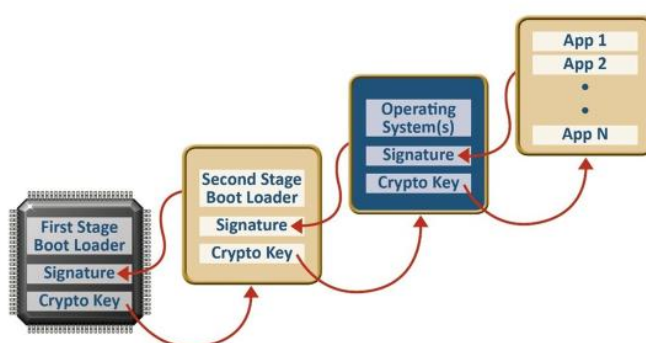 First Stage
Boot Loader
Signature
Crypto Key
Second Stage
Boot Loader
Signature
Crypto Key
Operating
System(s)
Signature
Crypto Key
App 1
App 2
App N